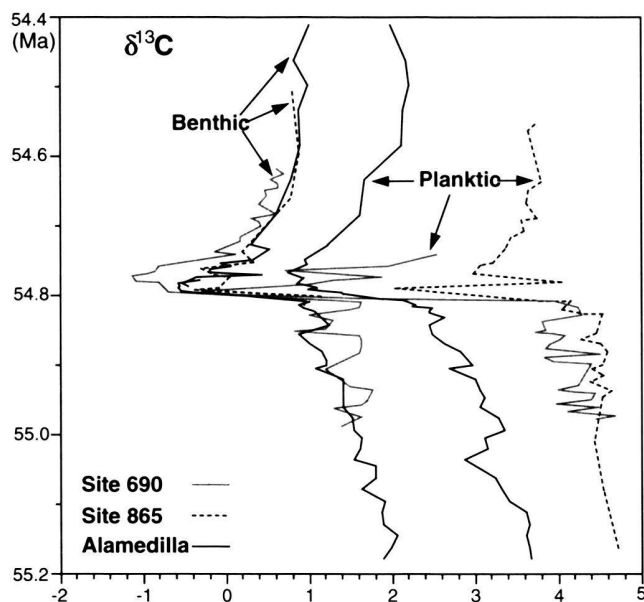 54.4
(Ma)
δ¹³C
Benthic
54.6
Planktic
54.8
55.0
Site 690
Site 865
Alamedilla
55.2
-2 -1 0 1 2 3 4 5